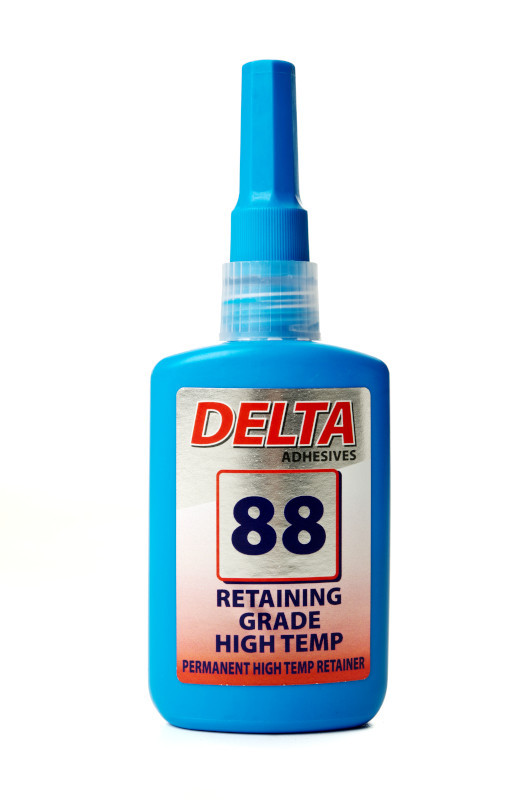 DELTA
ADHESIVES
88
RETAINING
GRADE
HIGH TEMP
PERMANENT HIGH TEMP RETAINER